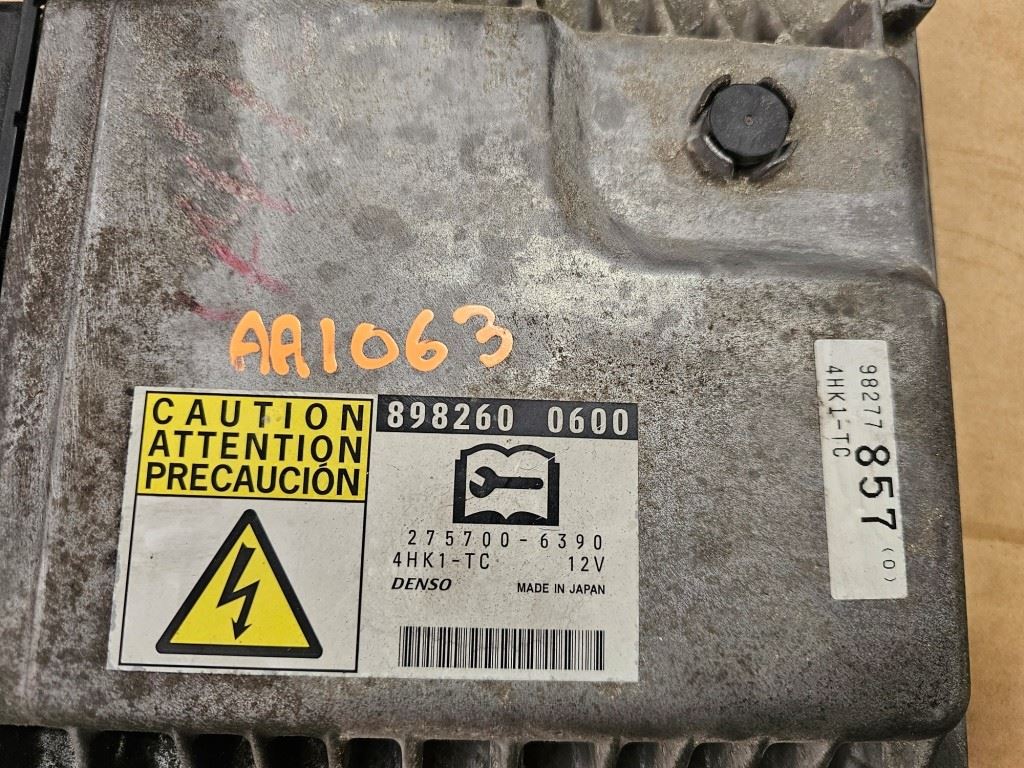 AA1063
CAUTION
ATTENTION
PRECAUCIÓN
898260 0600
275700-6390
4HK1-TC 12V
DENSO MADE IN JAPAN
98277 857 (0)
4HK1-TC